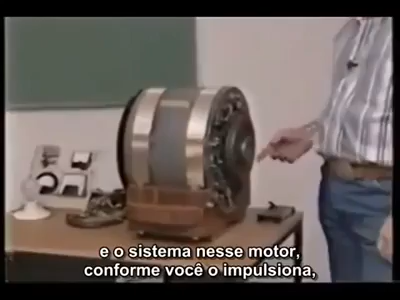 e o sistema nesse motor,
conforme você o impulsiona,